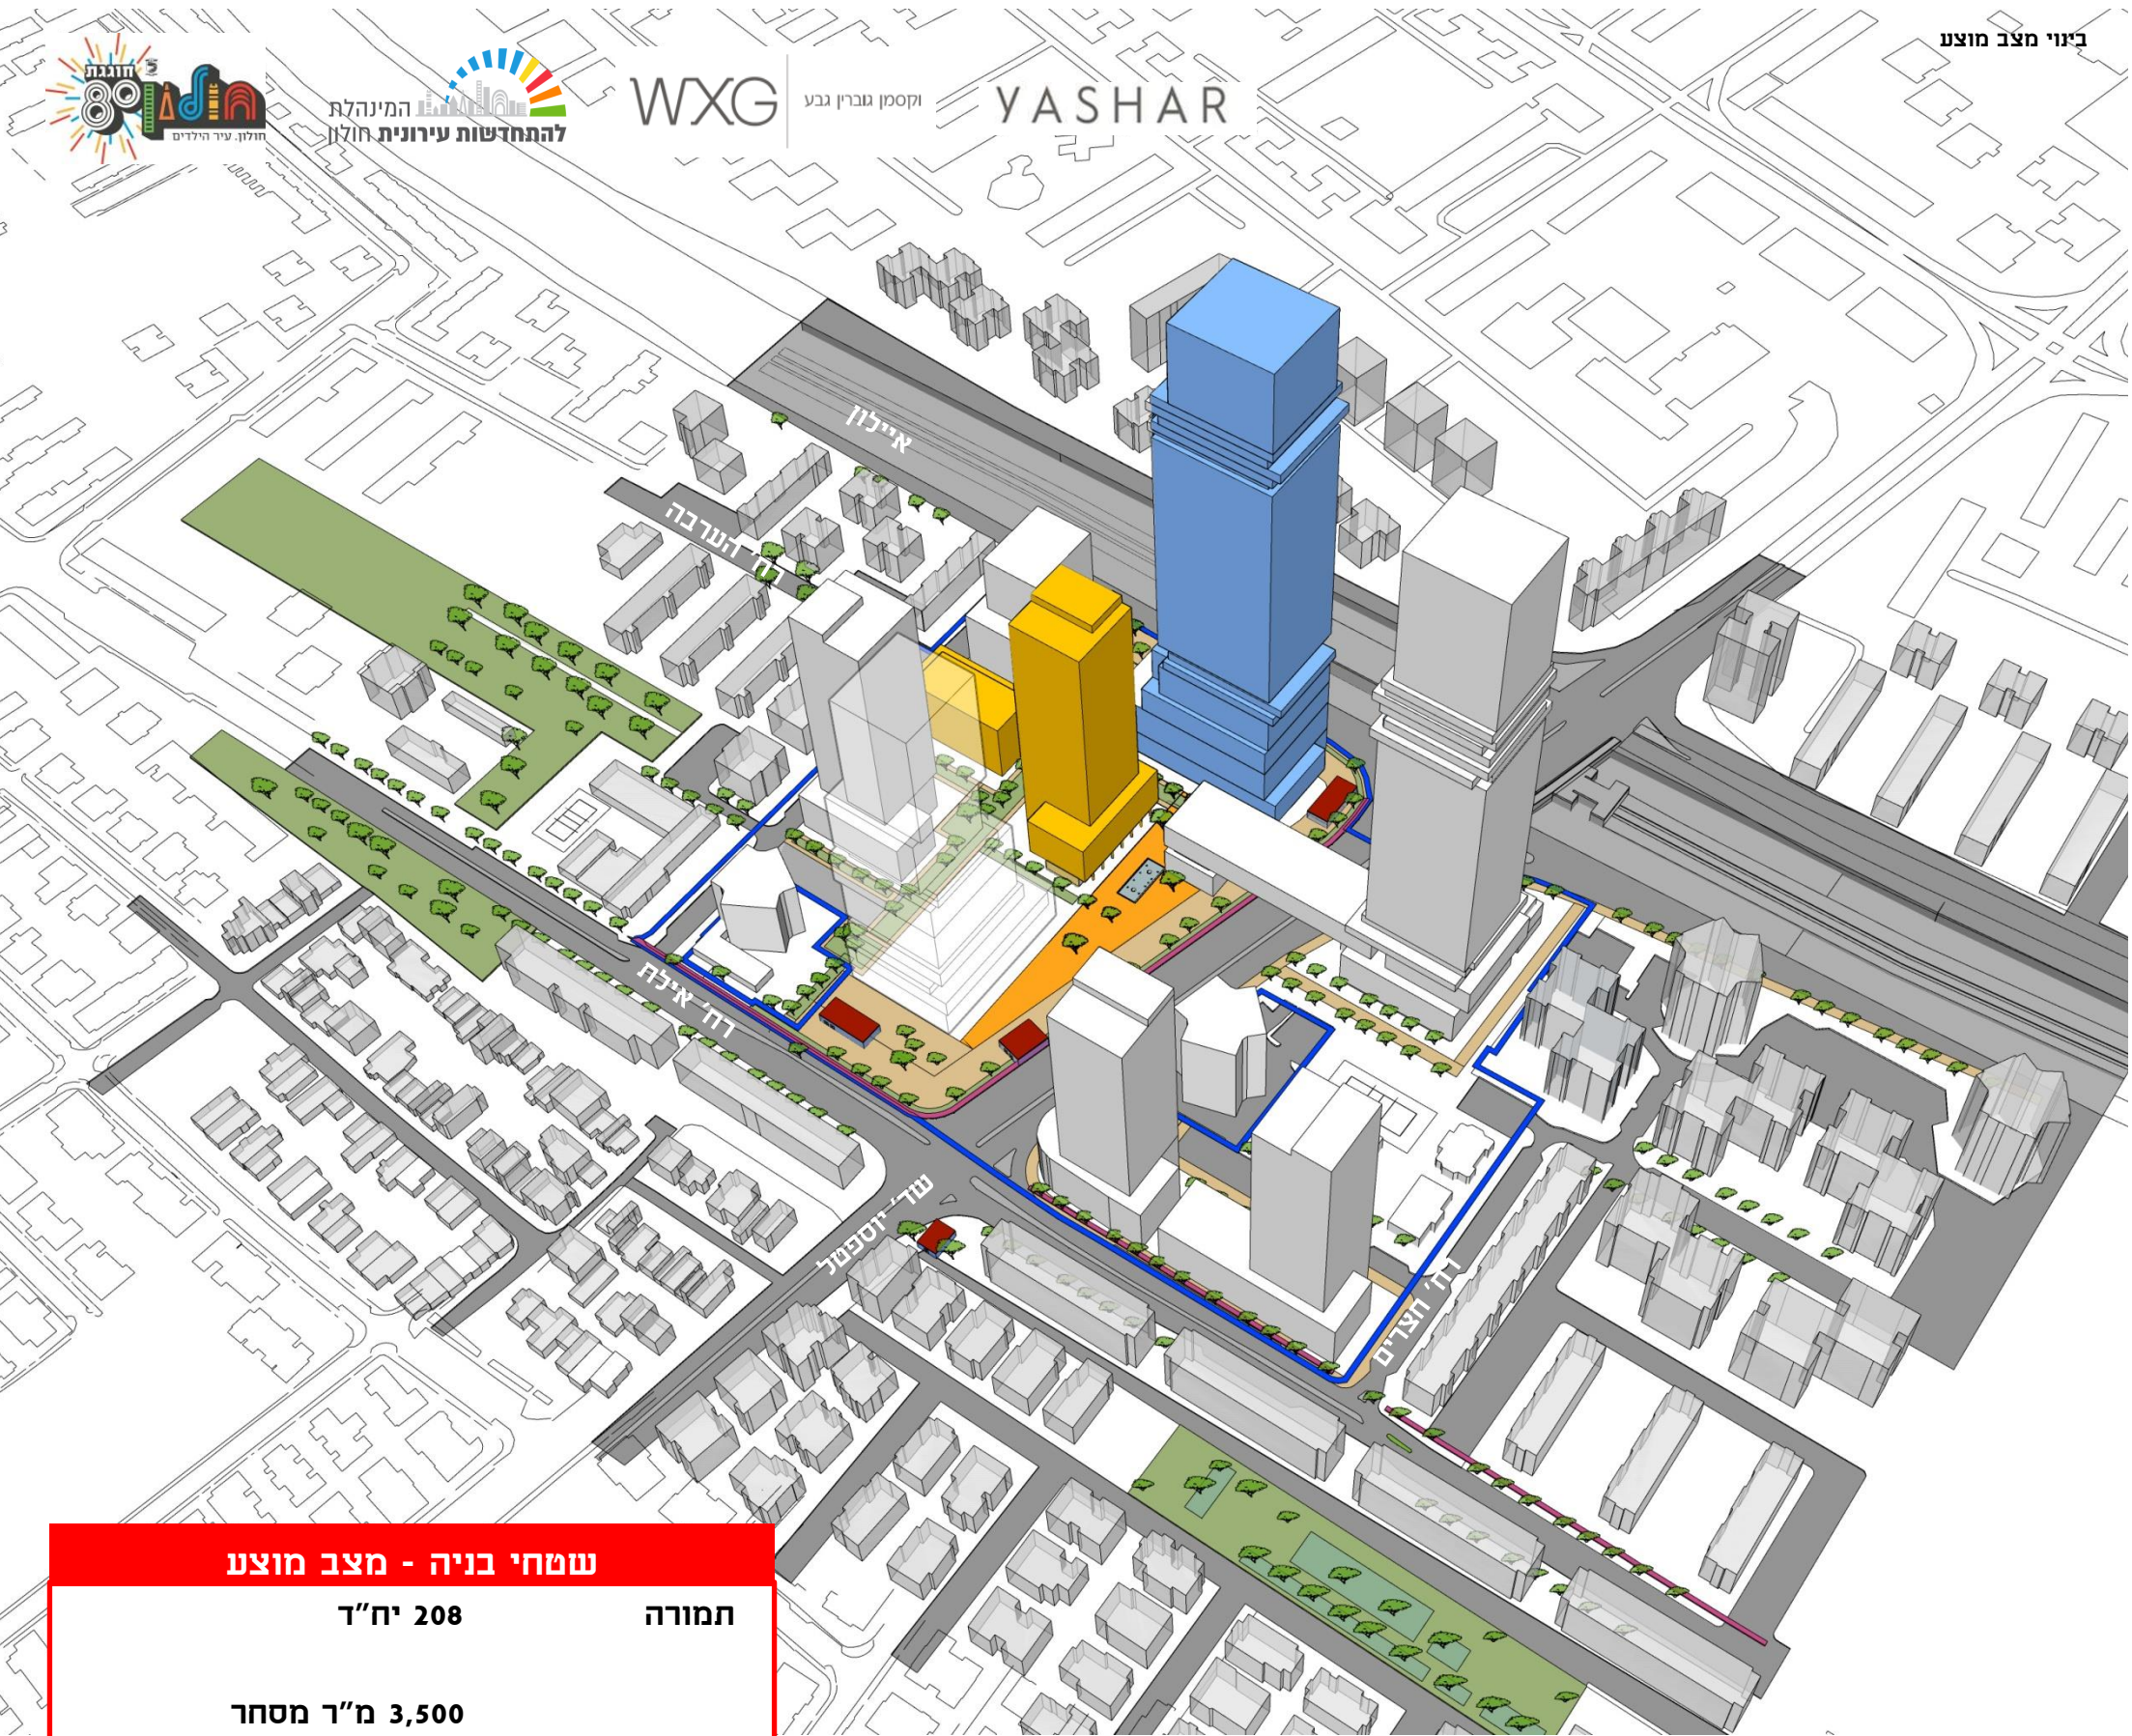 בינוי מצב מוצע
חוגגת
חולון 80
חולון. עיר הילדים
המינהלת
להתחדשות עירונית חולון
WXG
וקסמן גוברין גבע
YASHAR
איילון
רח' הערבה
רח' אילת
שד' יוספטל
רח' חצרים
שטחי בניה - מצב מוצע
תמורה 208 יח"ד
3,500 מ"ר מסחר